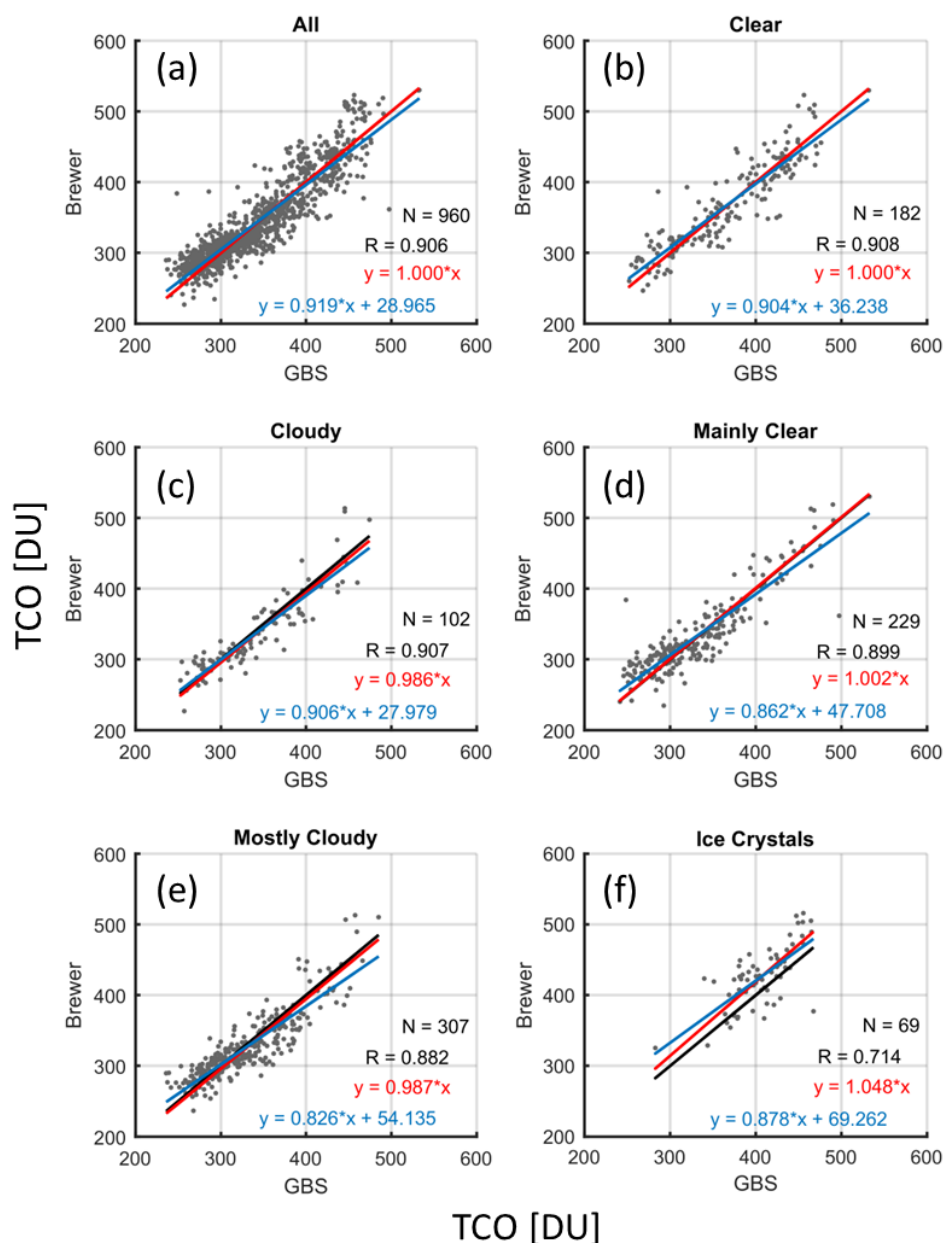 All
(a)
600
500
400
300
200
Brewer
N = 960
R = 0.906
y = 1.000*x
y = 0.919*x + 28.965
200 300 400 500 600
GBS
Clear
(b)
600
500
400
300
200
Brewer
N = 182
R = 0.908
y = 1.000*x
y = 0.904*x + 36.238
200 300 400 500 600
GBS
TCO [DU]
Cloudy
(c)
600
500
400
300
200
Brewer
N = 102
R = 0.907
y = 0.986*x
y = 0.906*x + 27.979
200 300 400 500 600
GBS
Mainly Clear
(d)
600
500
400
300
200
Brewer
N = 229
R = 0.899
y = 1.002*x
y = 0.862*x + 47.708
200 300 400 500 600
GBS
Mostly Cloudy
(e)
600
500
400
300
200
Brewer
N = 307
R = 0.882
y = 0.987*x
y = 0.826*x + 54.135
200 300 400 500 600
GBS
Ice Crystals
(f)
600
500
400
300
200
Brewer
N = 69
R = 0.714
y = 1.048*x
y = 0.878*x + 69.262
200 300 400 500 600
GBS
TCO [DU]